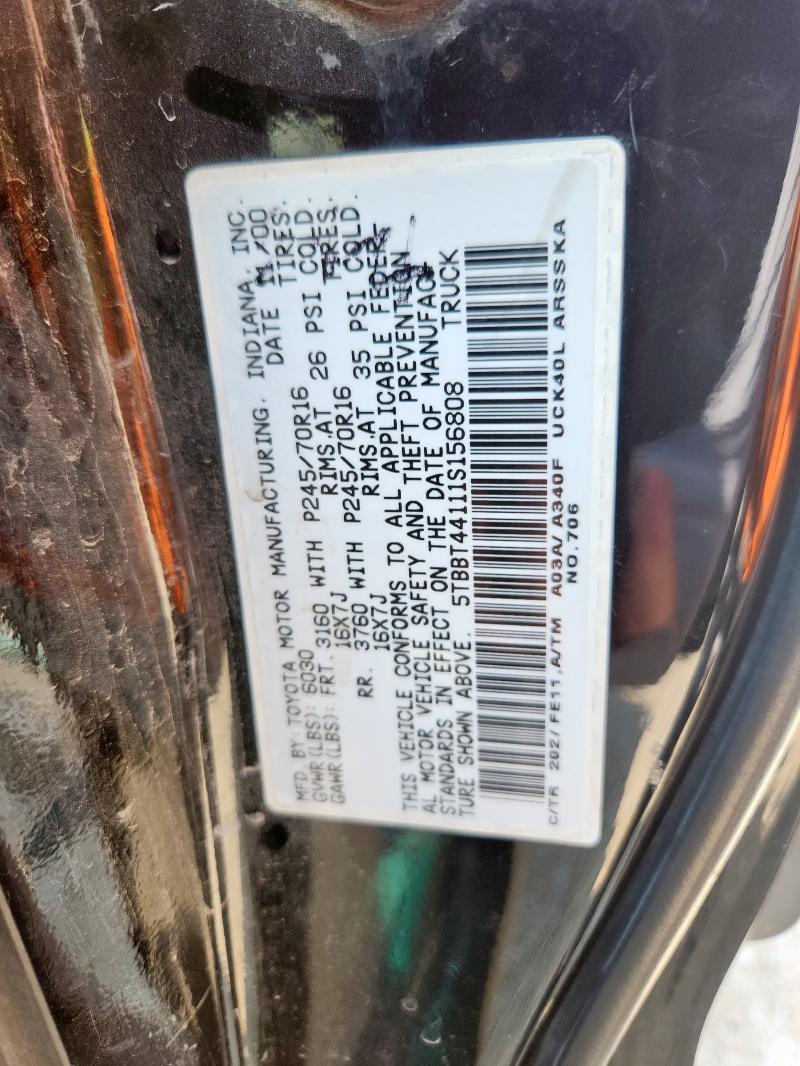 MFD. BY: TOYOTA MOTOR MANUFACTURING, INDIANA, INC.
GVWR (LBS): 6030 DATE 11/00
GAWR (LBS): FRT. 3160 WITH P245/70R16 TIRES.
16X7J RIMS,AT 26 PSI COLD.
RR. 3760 WITH P245/70R16 TIRES.
16X7J RIMS,AT 35 PSI COLD.
THIS VEHICLE CONFORMS TO ALL APPLICABLE FEDER-
AL MOTOR VEHICLE SAFETY AND THEFT PREVENTION
STANDARDS IN EFFECT ON THE DATE OF MANUFAC-
TURE SHOWN ABOVE. 5TBBT44111S156808 TRUCK
C/TR 202/FE11,A/TM A03A/A340F UCK40L ARSSKA
NO.706